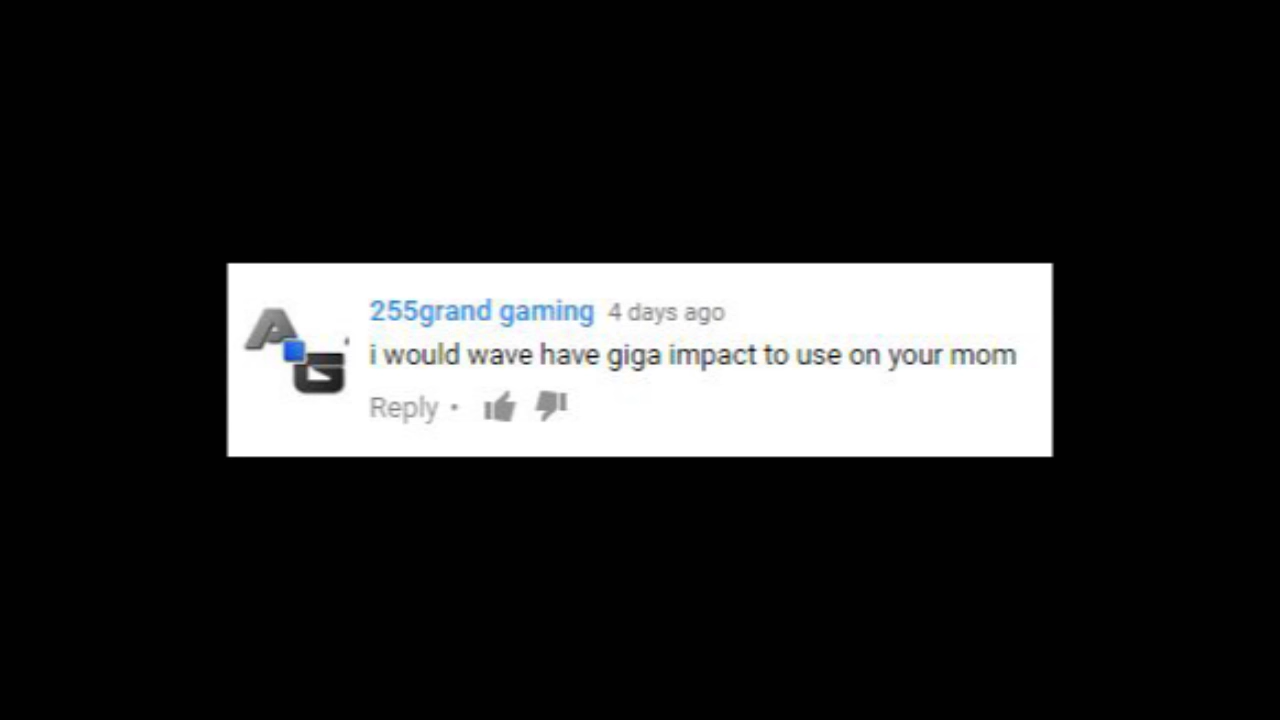 255grand gaming 4 days ago
i would wave have giga impact to use on your mom
Reply •